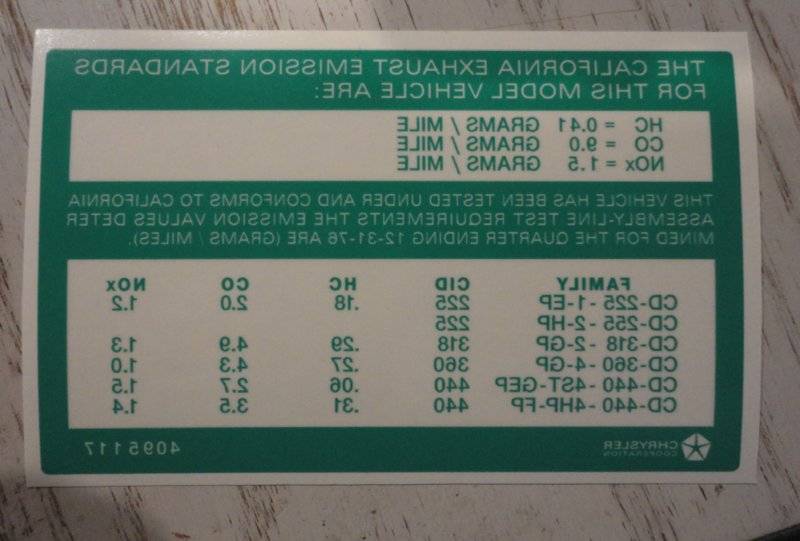 THE CALIFORNIA EXHAUST EMISSION STANDARDS
FOR THIS MODEL VEHICLE ARE:
HC = 0.41 GRAMS / MILE
CO = 9.0 GRAMS / MILE
NOx = 1.5 GRAMS / MILE
THIS VEHICLE HAS BEEN TESTED UNDER AND CONFORMS TO CALIFORNIA
ASSEMBLY-LINE TEST REQUIREMENTS THE EMISSION VALUES DETER
MINED FOR THE QUARTER ENDING 12-31-76 ARE (GRAMS / MILES).
FAMILY CID HC CO NOx
CD-225 - 1-EP 225 .18 2.0 1.2
CD-255 - 2-HP 225
CD-318 - 2-GP 318 .29 4.9 1.3
CD-360 - 4-GP 360 .27 4.3 1.0
CD-440 - 4ST-GEP 440 .06 2.7 1.5
CD-440 - 4HP-FP 440 .31 3.5 1.4
CHRYSLER
COOPERATION
4095117